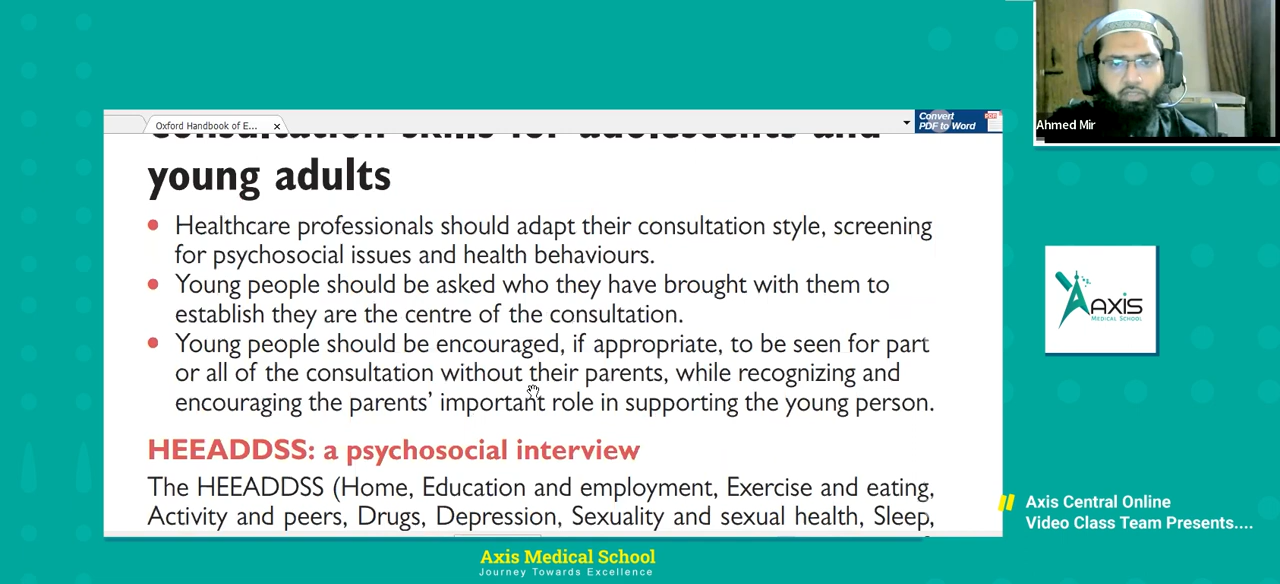 Oxford Handbook of E...
Convert
PDF to Word
Ahmed Mir
Consultation skills for adolescents and
young adults
Healthcare professionals should adapt their consultation style, screening
for psychosocial issues and health behaviours.
Young people should be asked who they have brought with them to
establish they are the centre of the consultation.
Young people should be encouraged, if appropriate, to be seen for part
or all of the consultation without their parents, while recognizing and
encouraging the parents’ important role in supporting the young person.
HEEADDSS: a psychosocial interview
The HEEADDSS (Home, Education and employment, Exercise and eating,
Activity and peers, Drugs, Depression, Sexuality and sexual health, Sleep,
AXIS
MEDICAL SCHOOL
Axis Central Online
Video Class Team Presents....
Axis Medical School
Journey Towards Excellence